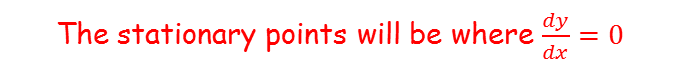 The stationary points will be where dy/dx = 0